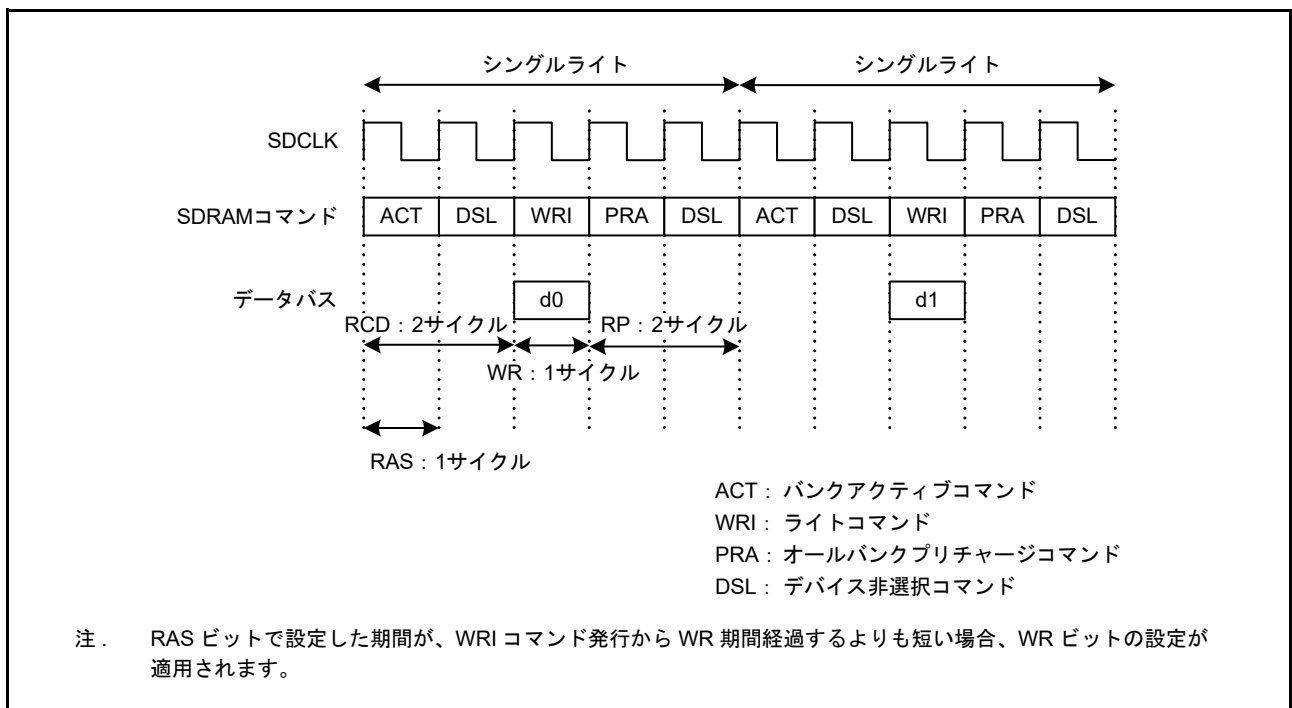 シングルライト シングルライト
SDCLK
SDRAMコマンド ACT DSL WRI PRA DSL ACT DSL WRI PRA DSL
データバス d0 d1
RCD：2サイクル RP：2サイクル
WR：1サイクル
RAS：1サイクル
ACT： バンクアクティブコマンド
WRI： ライトコマンド
PRA： オールバンクプリチャージコマンド
DSL： デバイス非選択コマンド
注． RAS ビットで設定した期間が、WRI コマンド発行から WR 期間経過するよりも短い場合、WR ビットの設定が
適用されます。